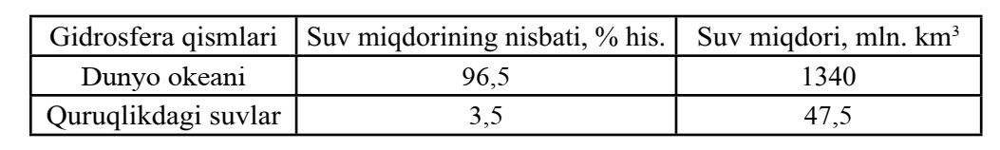 Gidrosfera qismlari Suv miqdorining nisbati, % his. Suv miqdori, mln. km³
Dunyo okeani 96,5 1340
Quruqlikdagi suvlar 3,5 47,5